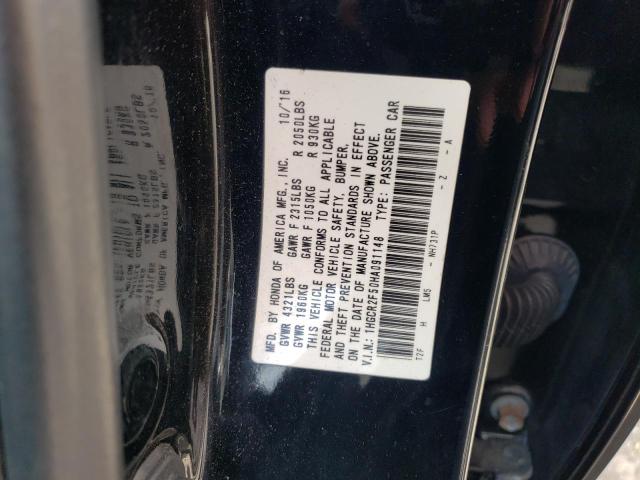 MFD. BY HONDA OF AMERICA MFG., INC. 10/16
GVWR 4321LBS GAWR F 2315LBS R 2050LBS
GVWR 1960KG GAWR F 1050KG R 930KG
THIS VEHICLE CONFORMS TO ALL APPLICABLE
FEDERAL MOTOR VEHICLE SAFETY, BUMPER,
AND THEFT PREVENTION STANDARDS IN EFFECT
ON THE DATE OF MANUFACTURE SHOWN ABOVE.
V.I.N.: 1HGCR2F50HA091148 TYPE: PASSENGER CAR
T2F H LM5 - NH731P - Z - A